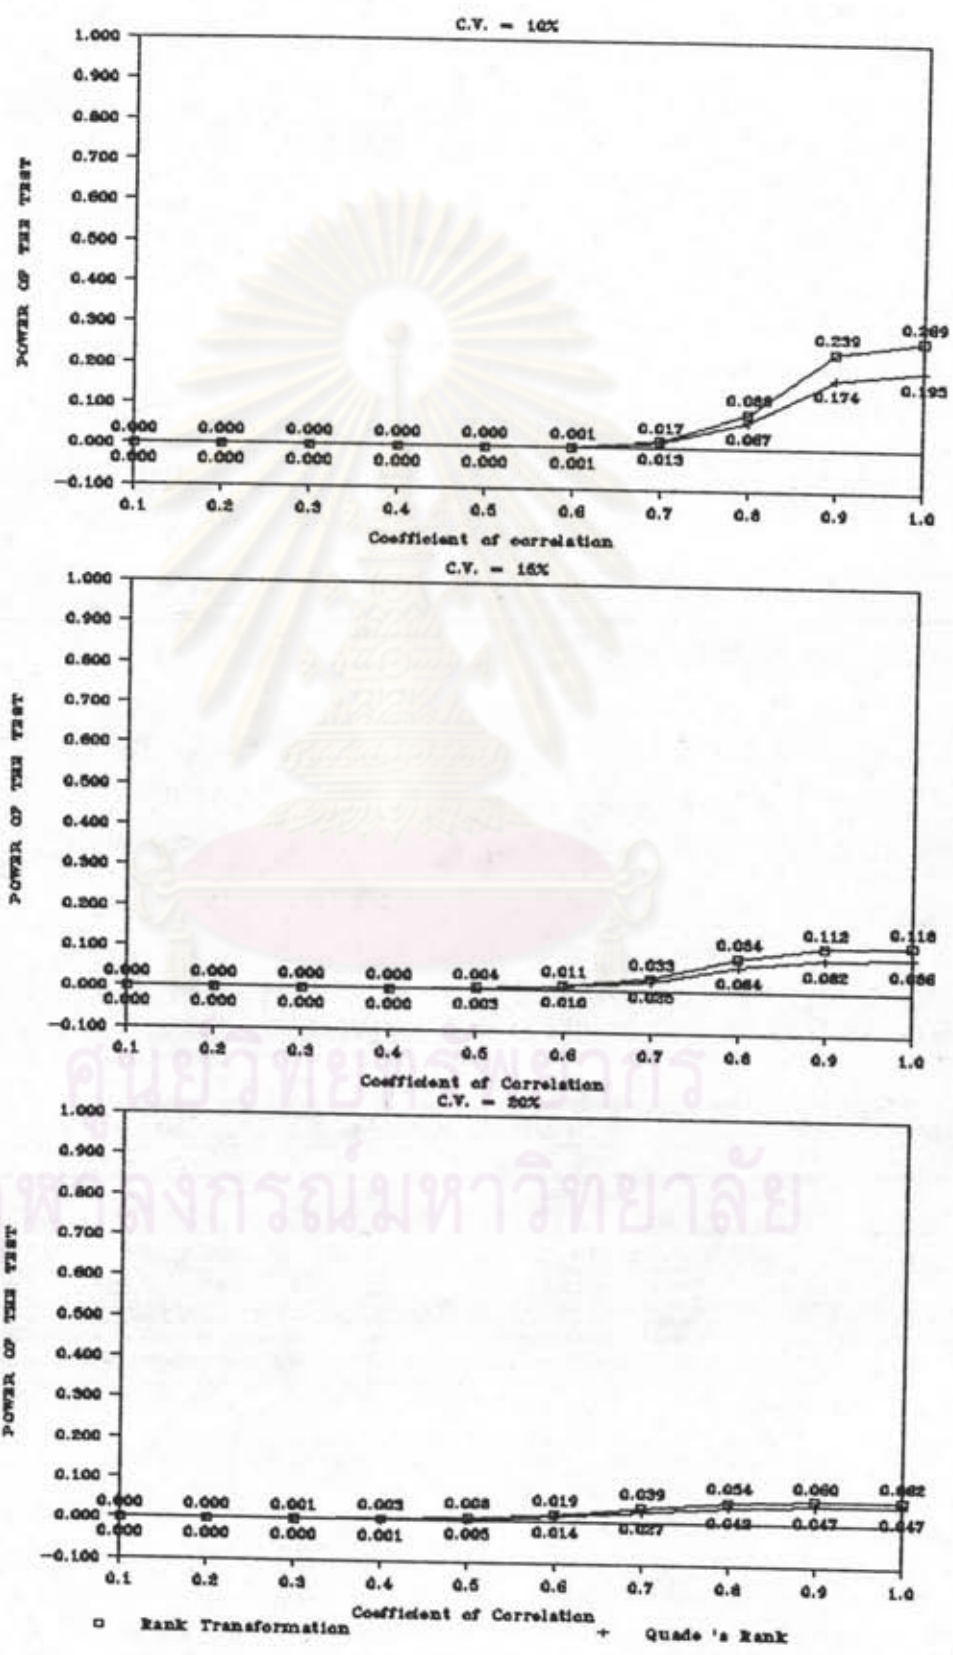 C.V. = 10%
POWER OF THE TEST
1.000
0.900
0.800
0.700
0.600
0.500
0.400
0.300
0.200
0.100
0.000
-0.100
0.000 0.000 0.000 0.000 0.000 0.001 0.017 0.088 0.239 0.269
0.000 0.000 0.000 0.000 0.000 0.001 0.013 0.067 0.174 0.195
0.1 0.2 0.3 0.4 0.5 0.6 0.7 0.8 0.9 1.0
Coefficient of correlation
C.V. = 15%
POWER OF THE TEST
1.000
0.900
0.800
0.700
0.600
0.500
0.400
0.300
0.200
0.100
0.000
-0.100
0.000 0.000 0.000 0.000 0.004 0.011 0.033 0.084 0.112 0.118
0.000 0.000 0.000 0.000 0.003 0.010 0.064 0.082 0.086
0.1 0.2 0.3 0.4 0.5 0.6 0.7 0.8 0.9 1.0
Coefficient of Correlation
C.V. = 20%
POWER OF THE TEST
1.000
0.900
0.800
0.700
0.600
0.500
0.400
0.300
0.200
0.100
0.000
-0.100
0.000 0.000 0.001 0.003 0.008 0.019 0.039 0.054 0.060 0.062
0.000 0.000 0.000 0.001 0.005 0.014 0.027 0.047 0.047
0.1 0.2 0.3 0.4 0.5 0.6 0.7 0.8 0.9 1.0
Coefficient of Correlation
Rank Transformation
+ Quade 's Rank
ศูนย์วิทยทรัพยากร
ฬาลงกรณ์มหาวิทยาลัย